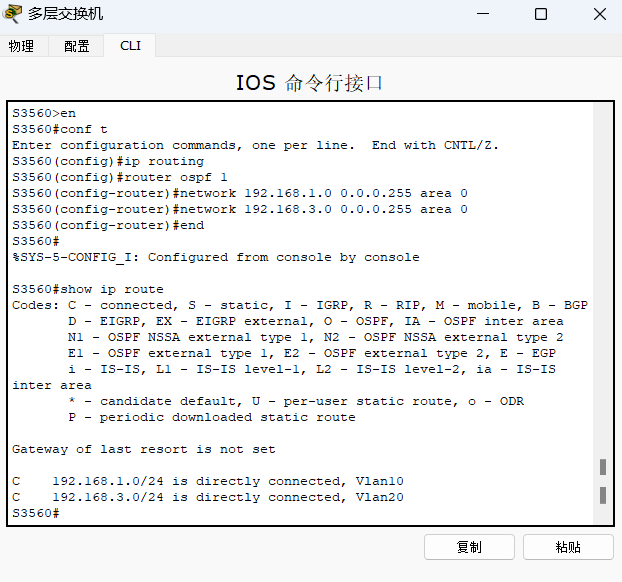 多层交换机
物理 配置 CLI
IOS 命令行接口
S3560>en
S3560#conf t
Enter configuration commands, one per line.  End with CNTL/Z.
S3560(config)#ip routing
S3560(config)#router ospf 1
S3560(config-router)#network 192.168.1.0 0.0.0.255 area 0
S3560(config-router)#network 192.168.3.0 0.0.0.255 area 0
S3560(config-router)#end
S3560#
%SYS-5-CONFIG_I: Configured from console by console
S3560#show ip route
Codes: C - connected, S - static, I - IGRP, R - RIP, M - mobile, B - BGP
       D - EIGRP, EX - EIGRP external, O - OSPF, IA - OSPF inter area
       N1 - OSPF NSSA external type 1, N2 - OSPF NSSA external type 2
       E1 - OSPF external type 1, E2 - OSPF external type 2, E - EGP
       i - IS-IS, L1 - IS-IS level-1, L2 - IS-IS level-2, ia - IS-IS
inter area
       * - candidate default, U - per-user static route, o - ODR
       P - periodic downloaded static route
Gateway of last resort is not set
C    192.168.1.0/24 is directly connected, Vlan10
C    192.168.3.0/24 is directly connected, Vlan20
S3560#
复制 粘贴